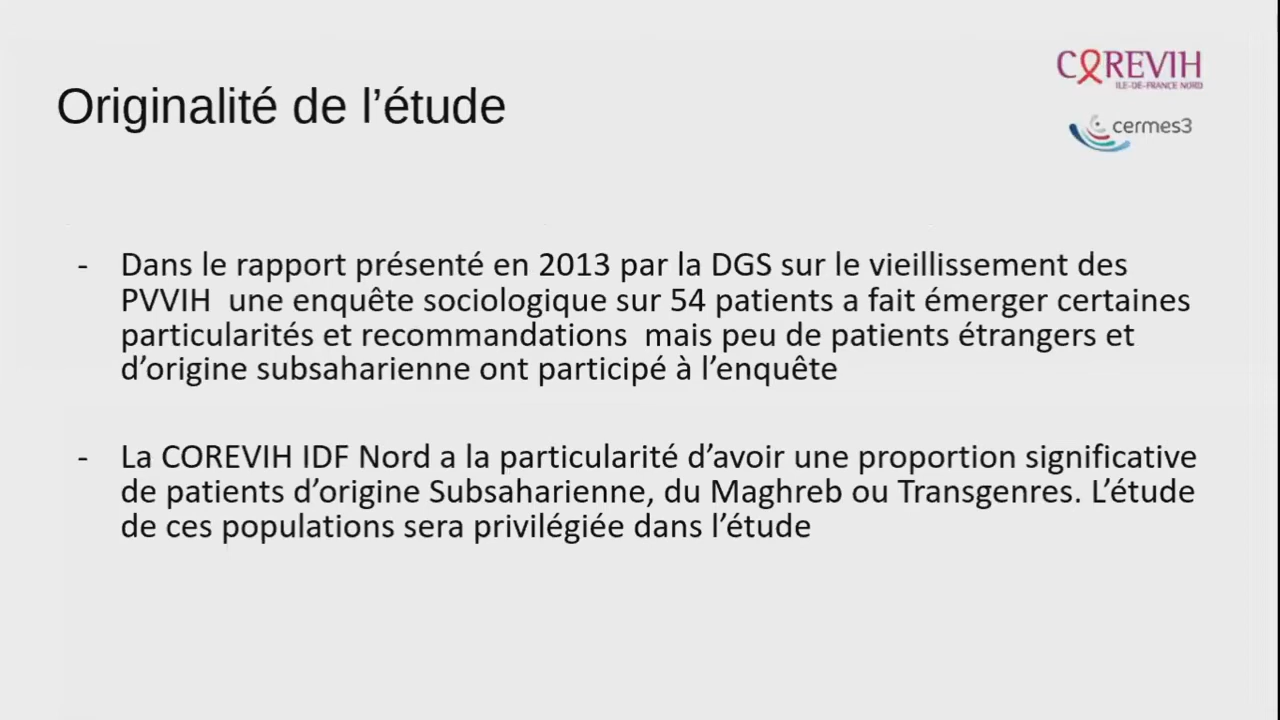 COREVIH
ILE-DE-FRANCE NORD
Originalité de l’étude
cermes3
- Dans le rapport présenté en 2013 par la DGS sur le vieillissement des
PVVIH  une enquête sociologique sur 54 patients a fait émerger certaines
particularités et recommandations  mais peu de patients étrangers et
d’origine subsaharienne ont participé à l’enquête
- La COREVIH IDF Nord a la particularité d’avoir une proportion significative
de patients d’origine Subsaharienne, du Maghreb ou Transgenres. L’étude
de ces populations sera privilégiée dans l’étude